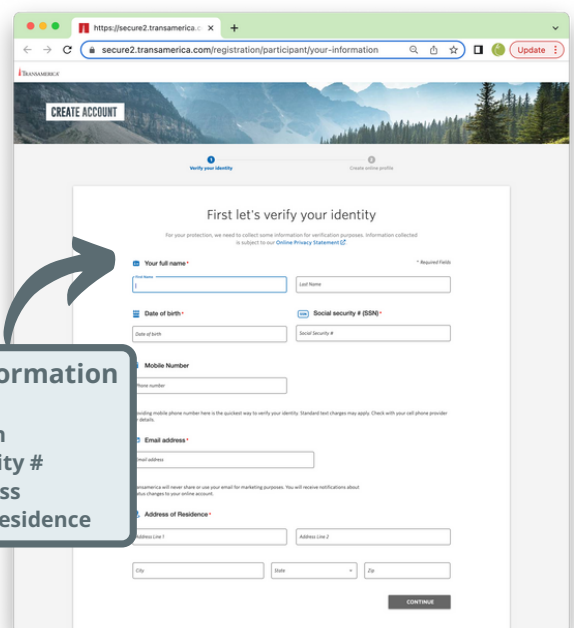 https://secure2.transamerica.c
secure2.transamerica.com/registration/participant/your-information
Update
TRANSAMERICA
CREATE ACCOUNT
1
2
Verify your identity
Create online profile
First let's verify your identity
For your protection, we need to collect some information for verification purposes. Information collected
is subject to our Online Privacy Statement
Your full name*
* Required Fields
First Name
Last Name
Date of birth*
SSN Social security # (SSN)*
Date of birth
Social Security #
Mobile Number
Phone number
oviding mobile phone number here is the quickest way to verify your identity. Standard text charges may apply. Check with your cell phone provider
details.
Email address*
Email address
ansamerica will never share or use your email for marketing purposes. You will receive notifications about
atus changes to your online account.
Address of Residence*
Address Line 1
Address Line 2
City
State
Zip
CONTINUE
ormation
n
ity #
ss
esidence